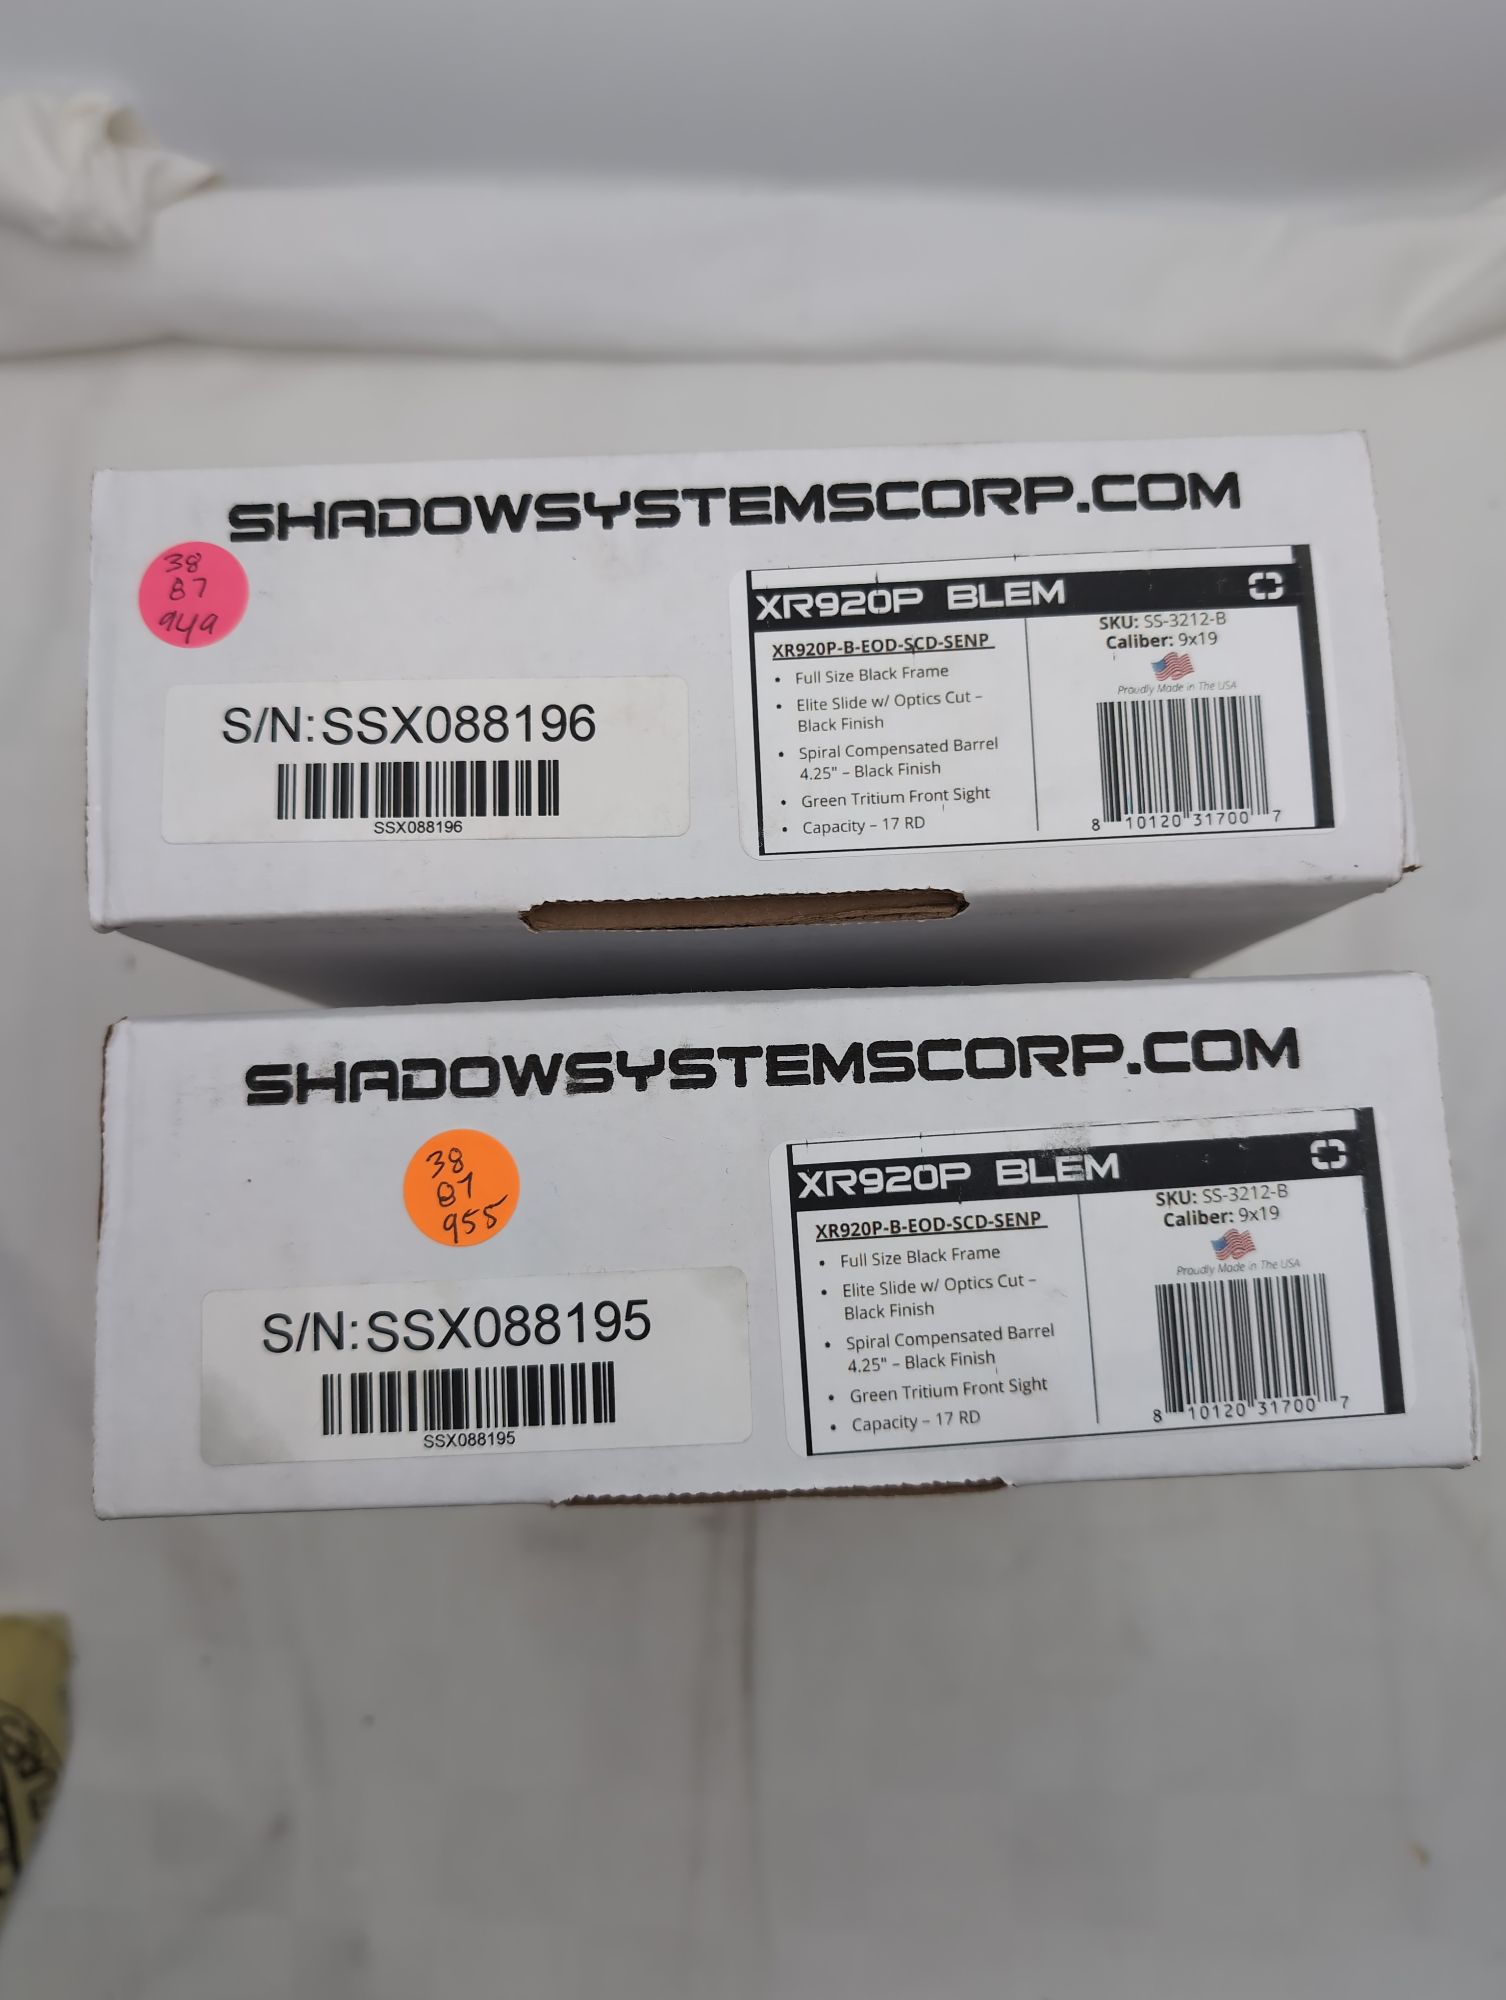 SHADOWSYSTEMSCORP.COM
38
87
949
S/N:SSX088196
SSX088196
XR920P BLEM
XR920P-B-EOD-SCD-SENP
• Full Size Black Frame
• Elite Slide w/ Optics Cut –
Black Finish
• Spiral Compensated Barrel
4.25" – Black Finish
• Green Tritium Front Sight
• Capacity – 17 RD
SKU: SS-3212-B
Caliber: 9x19
Proudly Made in The USA
8 10120 31700 7
SHADOWSYSTEMSCORP.COM
38
87
955
S/N:SSX088195
SSX088195
XR920P BLEM
XR920P-B-EOD-SCD-SENP
• Full Size Black Frame
• Elite Slide w/ Optics Cut –
Black Finish
• Spiral Compensated Barrel
4.25" – Black Finish
• Green Tritium Front Sight
• Capacity – 17 RD
SKU: SS-3212-B
Caliber: 9x19
Proudly Made in The USA
8 10120 31700 7